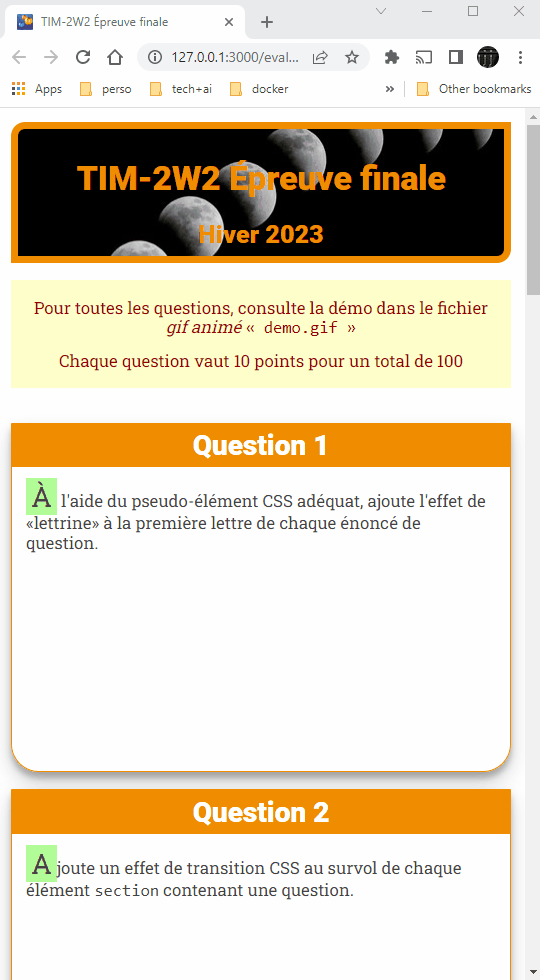 TIM-2W2 Épreuve finale
127.0.0.1:3000/eval...
Apps perso tech+ai docker » Other bookmarks
TIM-2W2 Épreuve finale
Hiver 2023
Pour toutes les questions, consulte la démo dans le fichier
gif animé « demo.gif »
Chaque question vaut 10 points pour un total de 100
Question 1
À l'aide du pseudo-élément CSS adéquat, ajoute l'effet de
«lettrine» à la première lettre de chaque énoncé de
question.
Question 2
Ajoute un effet de transition CSS au survol de chaque
élément section contenant une question.